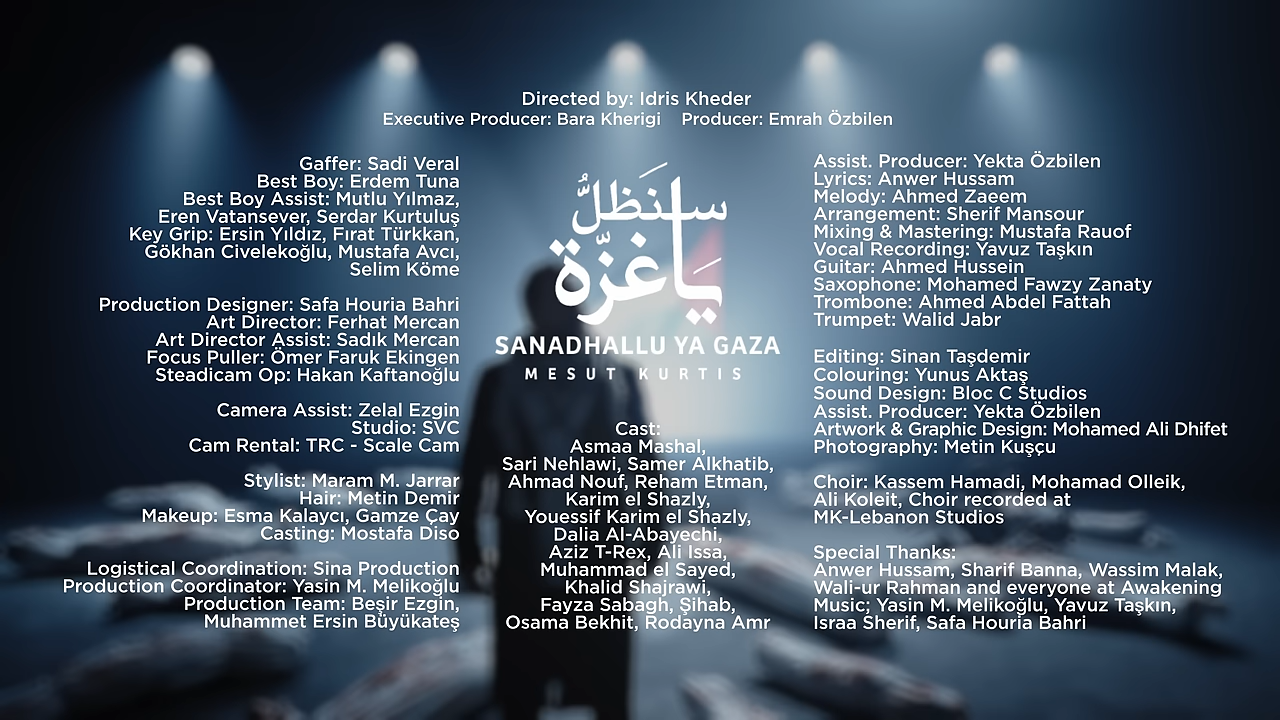 Directed by: Idris Kheder
Executive Producer: Bara Kherigi Producer: Emrah Özbilen
Gaffer: Sadi Veral
Best Boy: Erdem Tuna
Best Boy Assist: Mutlu Yılmaz,
Eren Vatansever, Serdar Kurtuluş
Key Grip: Ersin Yıldız, Fırat Türkkan,
Gökhan Civelekoğlu, Mustafa Avcı,
Selim Köme
Production Designer: Safa Houria Bahri
Art Director: Ferhat Mercan
Art Director Assist: Sadık Mercan
Focus Puller: Ömer Faruk Ekingen
Steadicam Op: Hakan Kaftanoğlu
Camera Assist: Zelal Ezgin
Studio: SVC
Cam Rental: TRC - Scale Cam
Stylist: Maram M. Jarrar
Hair: Metin Demir
Makeup: Esma Kalaycı, Gamze Çay
Casting: Mostafa Diso
Logistical Coordination: Sina Production
Production Coordinator: Yasin M. Melikoğlu
Production Team: Beşir Ezgin,
Muhammet Ersin Büyükateş
سَنَظلُّ
يَا غزّة
SANADHALLU YA GAZA
MESUT KURTIS
Cast:
Asmaa Mashal,
Sari Nehlawi, Samer Alkhatib,
Ahmad Nouf, Reham Etman,
Karim el Shazly,
Youessif Karim el Shazly,
Dalia Al-Abayechi,
Aziz T-Rex, Ali Issa,
Muhammad el Sayed,
Khalid Shajrawi,
Fayza Sabagh, Şihab,
Osama Bekhit, Rodayna Amr
Assist. Producer: Yekta Özbilen
Lyrics: Anwer Hussam
Melody: Ahmed Zaeem
Arrangement: Sherif Mansour
Mixing & Mastering: Mustafa Rauof
Vocal Recording: Yavuz Taşkın
Guitar: Ahmed Hussein
Saxophone: Mohamed Fawzy Zanaty
Trombone: Ahmed Abdel Fattah
Trumpet: Walid Jabr
Editing: Sinan Taşdemir
Colouring: Yunus Aktaş
Sound Design: Bloc C Studios
Assist. Producer: Yekta Özbilen
Artwork & Graphic Design: Mohamed Ali Dhifet
Photography: Metin Kuşçu
Choir: Kassem Hamadi, Mohamad Olleik,
Ali Koleit, Choir recorded at
MK-Lebanon Studios
Special Thanks:
Anwer Hussam, Sharif Banna, Wassim Malak,
Wali-ur Rahman and everyone at Awakening
Music; Yasin M. Melikoğlu, Yavuz Taşkın,
Israa Sherif, Safa Houria Bahri